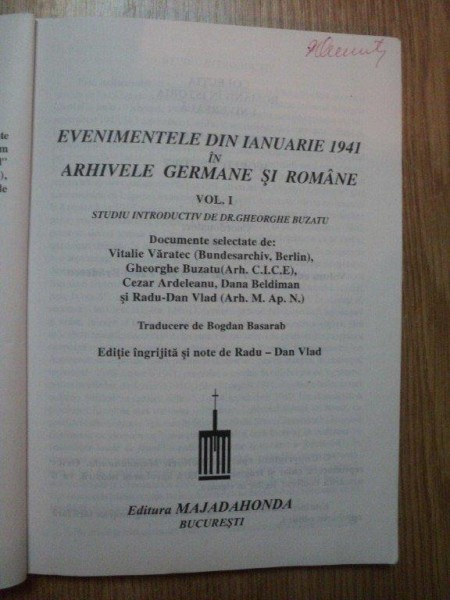 EVENIMENTELE DIN IANUARIE 1941
ÎN
ARHIVELE GERMANE ŞI ROMÂNE
VOL. I
STUDIU INTRODUCTIV DE DR.GHEORGHE BUZATU
Documente selectate de:
Vitalie Văratec (Bundesarchiv, Berlin),
Gheorghe Buzatu(Arh. C.I.C.E),
Cezar Ardeleanu, Dana Beldiman
şi Radu-Dan Vlad (Arh. M. Ap. N.)
Traducere de Bogdan Basarab
Ediţie îngrijită şi note de Radu – Dan Vlad
Editura MAJADAHONDA
BUCUREŞTI